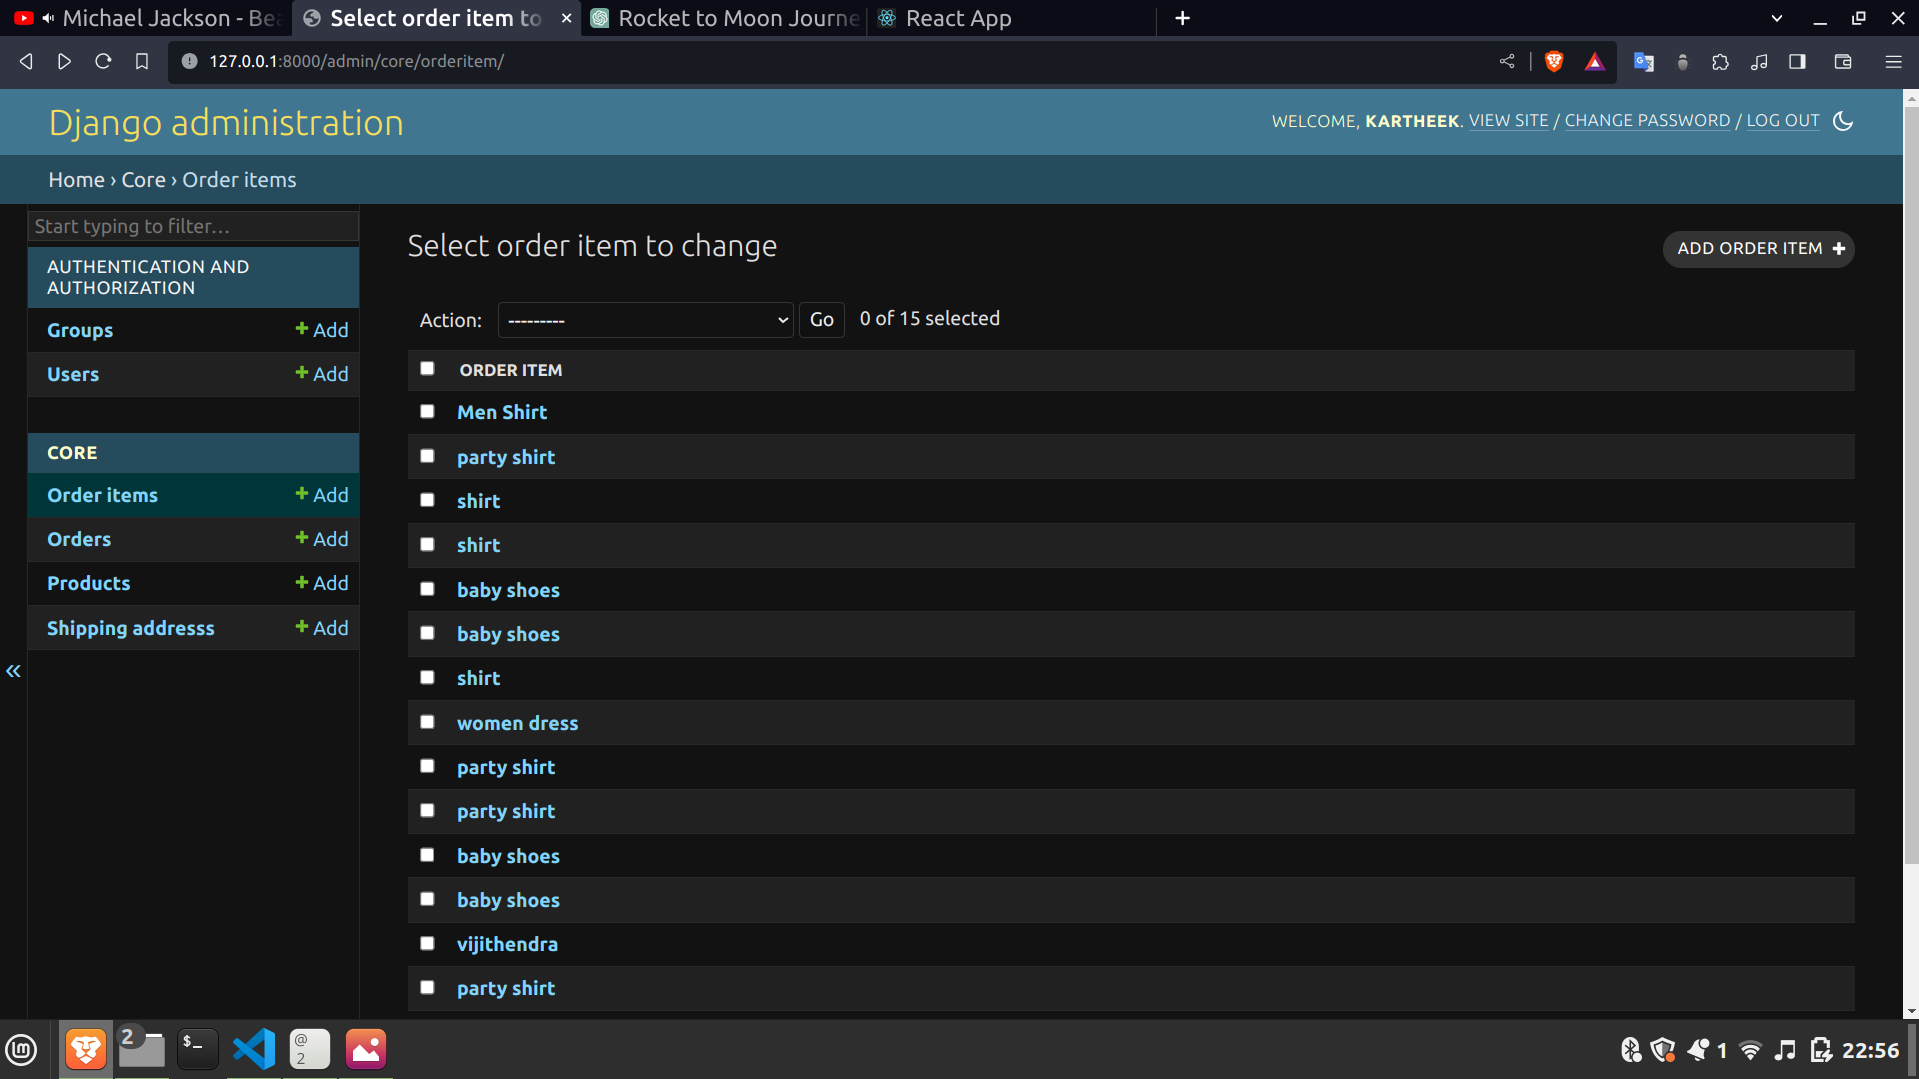 Michael Jackson - Bea
Select order item to
Rocket to Moon Journe
React App
127.0.0.1:8000/admin/core/orderitem/
Django administration
WELCOME, KARTHEEK. VIEW SITE / CHANGE PASSWORD / LOG OUT
Home › Core › Order items
Start typing to filter…
AUTHENTICATION AND
AUTHORIZATION
Groups + Add
Users + Add
CORE
Order items + Add
Orders + Add
Products + Add
Shipping addresss + Add
«
Select order item to change
ADD ORDER ITEM +
Action: --------- Go 0 of 15 selected
ORDER ITEM
Men Shirt
party shirt
shirt
shirt
baby shoes
baby shoes
shirt
women dress
party shirt
party shirt
baby shoes
baby shoes
vijithendra
party shirt
2
$_
@
2
1
22:56